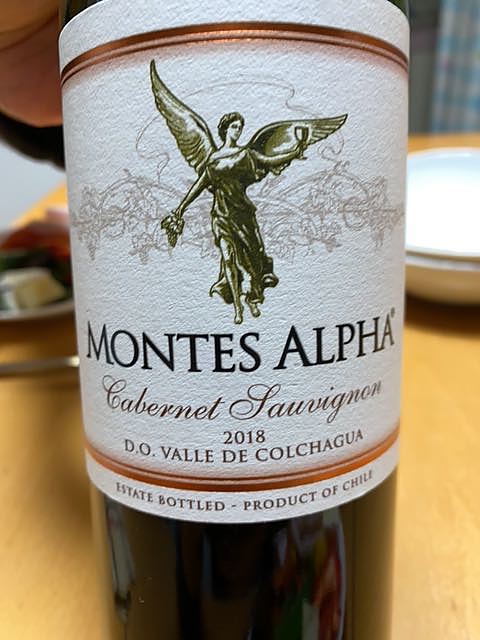 MONTES ALPHA®
Cabernet Sauvignon
2018
D.O. VALLE DE COLCHAGUA
ESTATE BOTTLED - PRODUCT OF CHILE